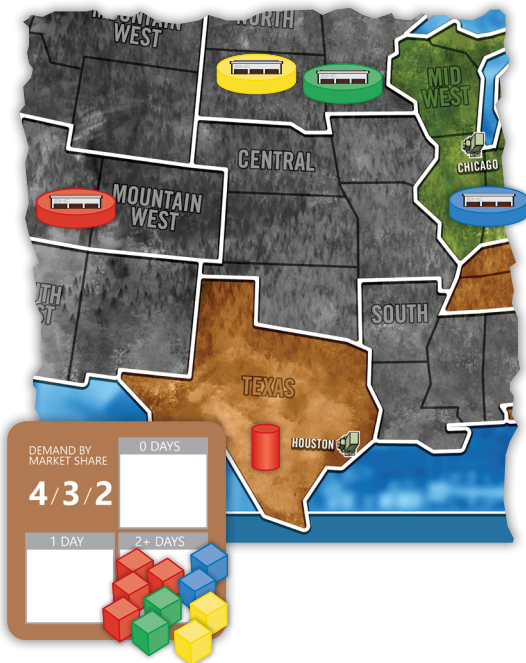 MOUNTAIN
WEST
NORTH
MID
WEST
CENTRAL
CHICAGO
MOUNTAIN
WEST
SOUTH
TEXAS
HOUSTON
DEMAND BY
MARKET SHARE
4/3/2
0 DAYS
1 DAY
2+ DAYS